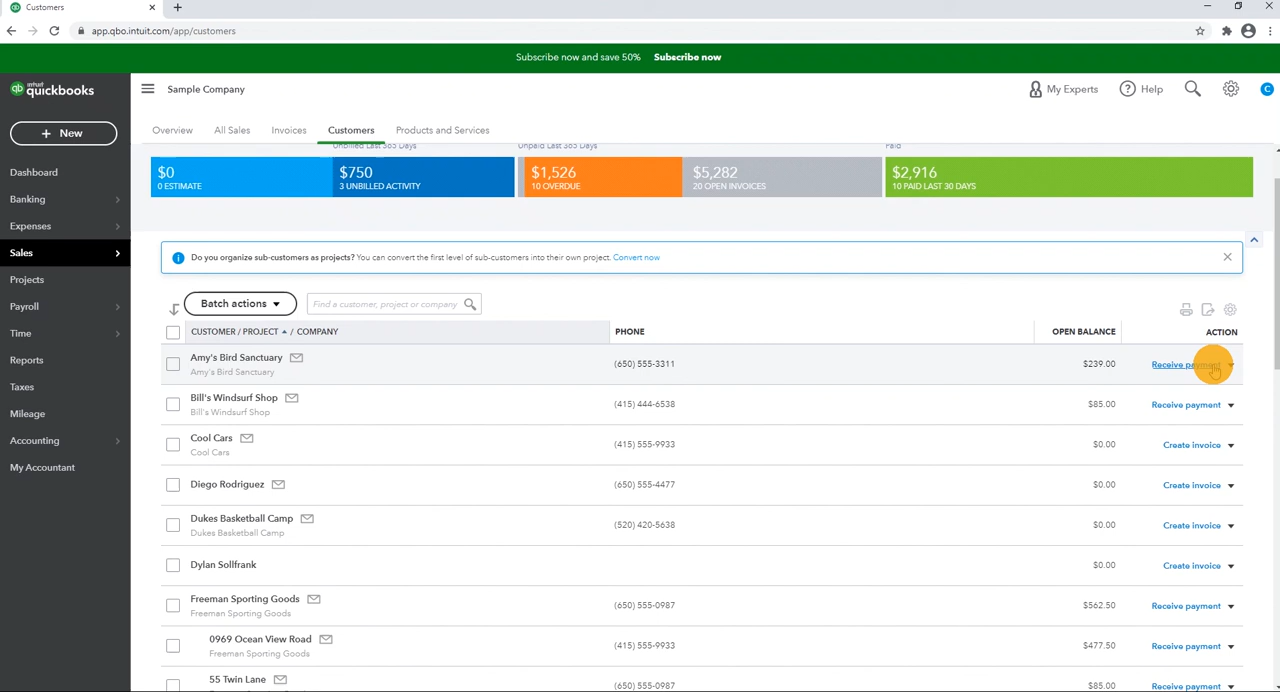 Customers
app.qbo.intuit.com/app/customers
Subscribe now and save 50% Subscribe now
intuit
quickbooks
Sample Company
My Experts
Help
C
+ New
Overview
All Sales
Invoices
Customers
Products and Services
Dashboard
Banking
Expenses
Sales
Projects
Payroll
Time
Reports
Taxes
Mileage
Accounting
My Accountant
Unbilled Last 365 Days
Unpaid Last 365 Days
Paid
$0
0 ESTIMATE
$750
3 UNBILLED ACTIVITY
$1,526
10 OVERDUE
$5,282
20 OPEN INVOICES
$2,916
10 PAID LAST 30 DAYS
Do you organize sub-customers as projects? You can convert the first level of sub-customers into their own project. Convert now
Batch actions
Find a customer, project or company
CUSTOMER / PROJECT / COMPANY PHONE OPEN BALANCE ACTION
Amy's Bird Sanctuary
Amy's Bird Sanctuary
(650) 555-3311 $239.00 Receive payment
Bill's Windsurf Shop
Bill's Windsurf Shop
(415) 444-6538 $85.00 Receive payment
Cool Cars
Cool Cars
(415) 555-9933 $0.00 Create invoice
Diego Rodriguez (650) 555-4477 $0.00 Create invoice
Dukes Basketball Camp
Dukes Basketball Camp
(520) 420-5638 $0.00 Create invoice
Dylan Sollfrank $0.00 Create invoice
Freeman Sporting Goods
Freeman Sporting Goods
(650) 555-0987 $562.50 Receive payment
0969 Ocean View Road
Freeman Sporting Goods
(415) 555-9933 $477.50 Receive payment
55 Twin Lane (650) 555-0987 $85.00 Receive payment